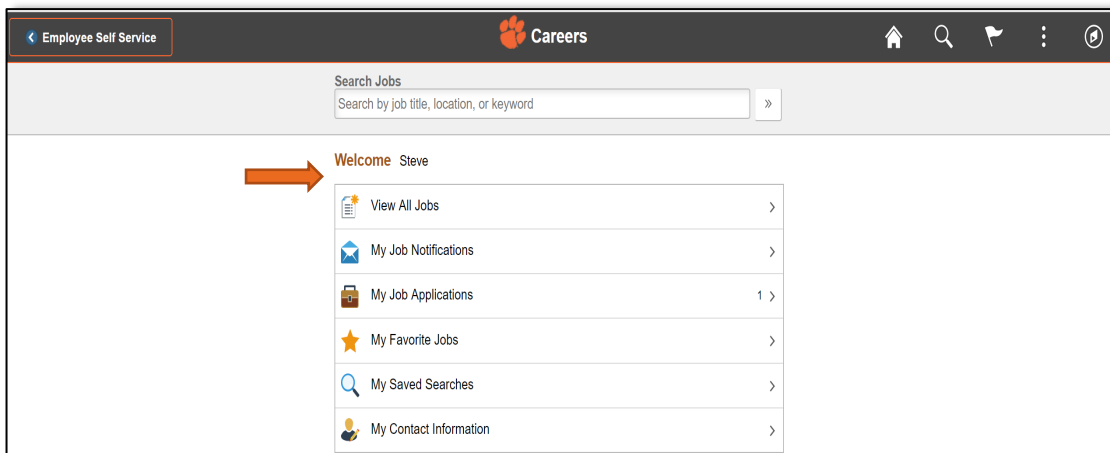 Employee Self Service
Careers
Search Jobs
Search by job title, location, or keyword
»
Welcome Steve
View All Jobs
My Job Notifications
My Job Applications 1
My Favorite Jobs
My Saved Searches
My Contact Information